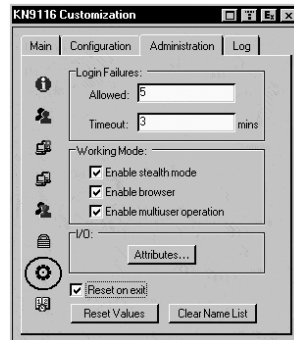 KN9116 Customization
Main Configuration Administration Log
Login Failures:
Allowed: 5
Timeout: 3 mins
Working Mode:
Enable stealth mode
Enable browser
Enable multiuser operation
I/O:
Attributes...
Reset on exit
Reset Values Clear Name List